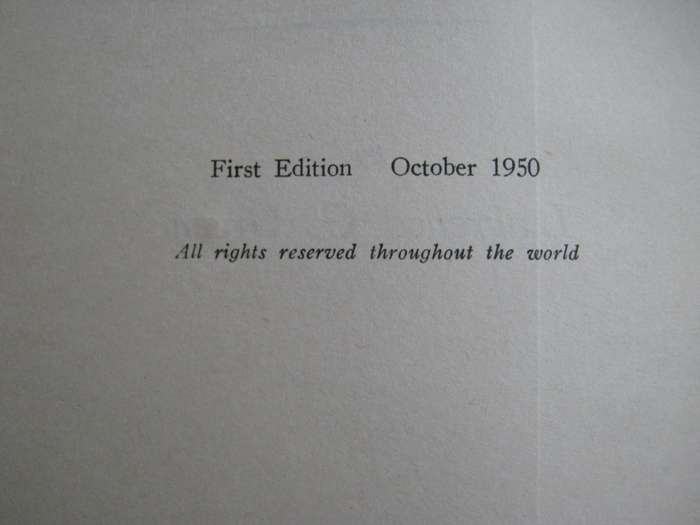 First Edition October 1950
All rights reserved throughout the world